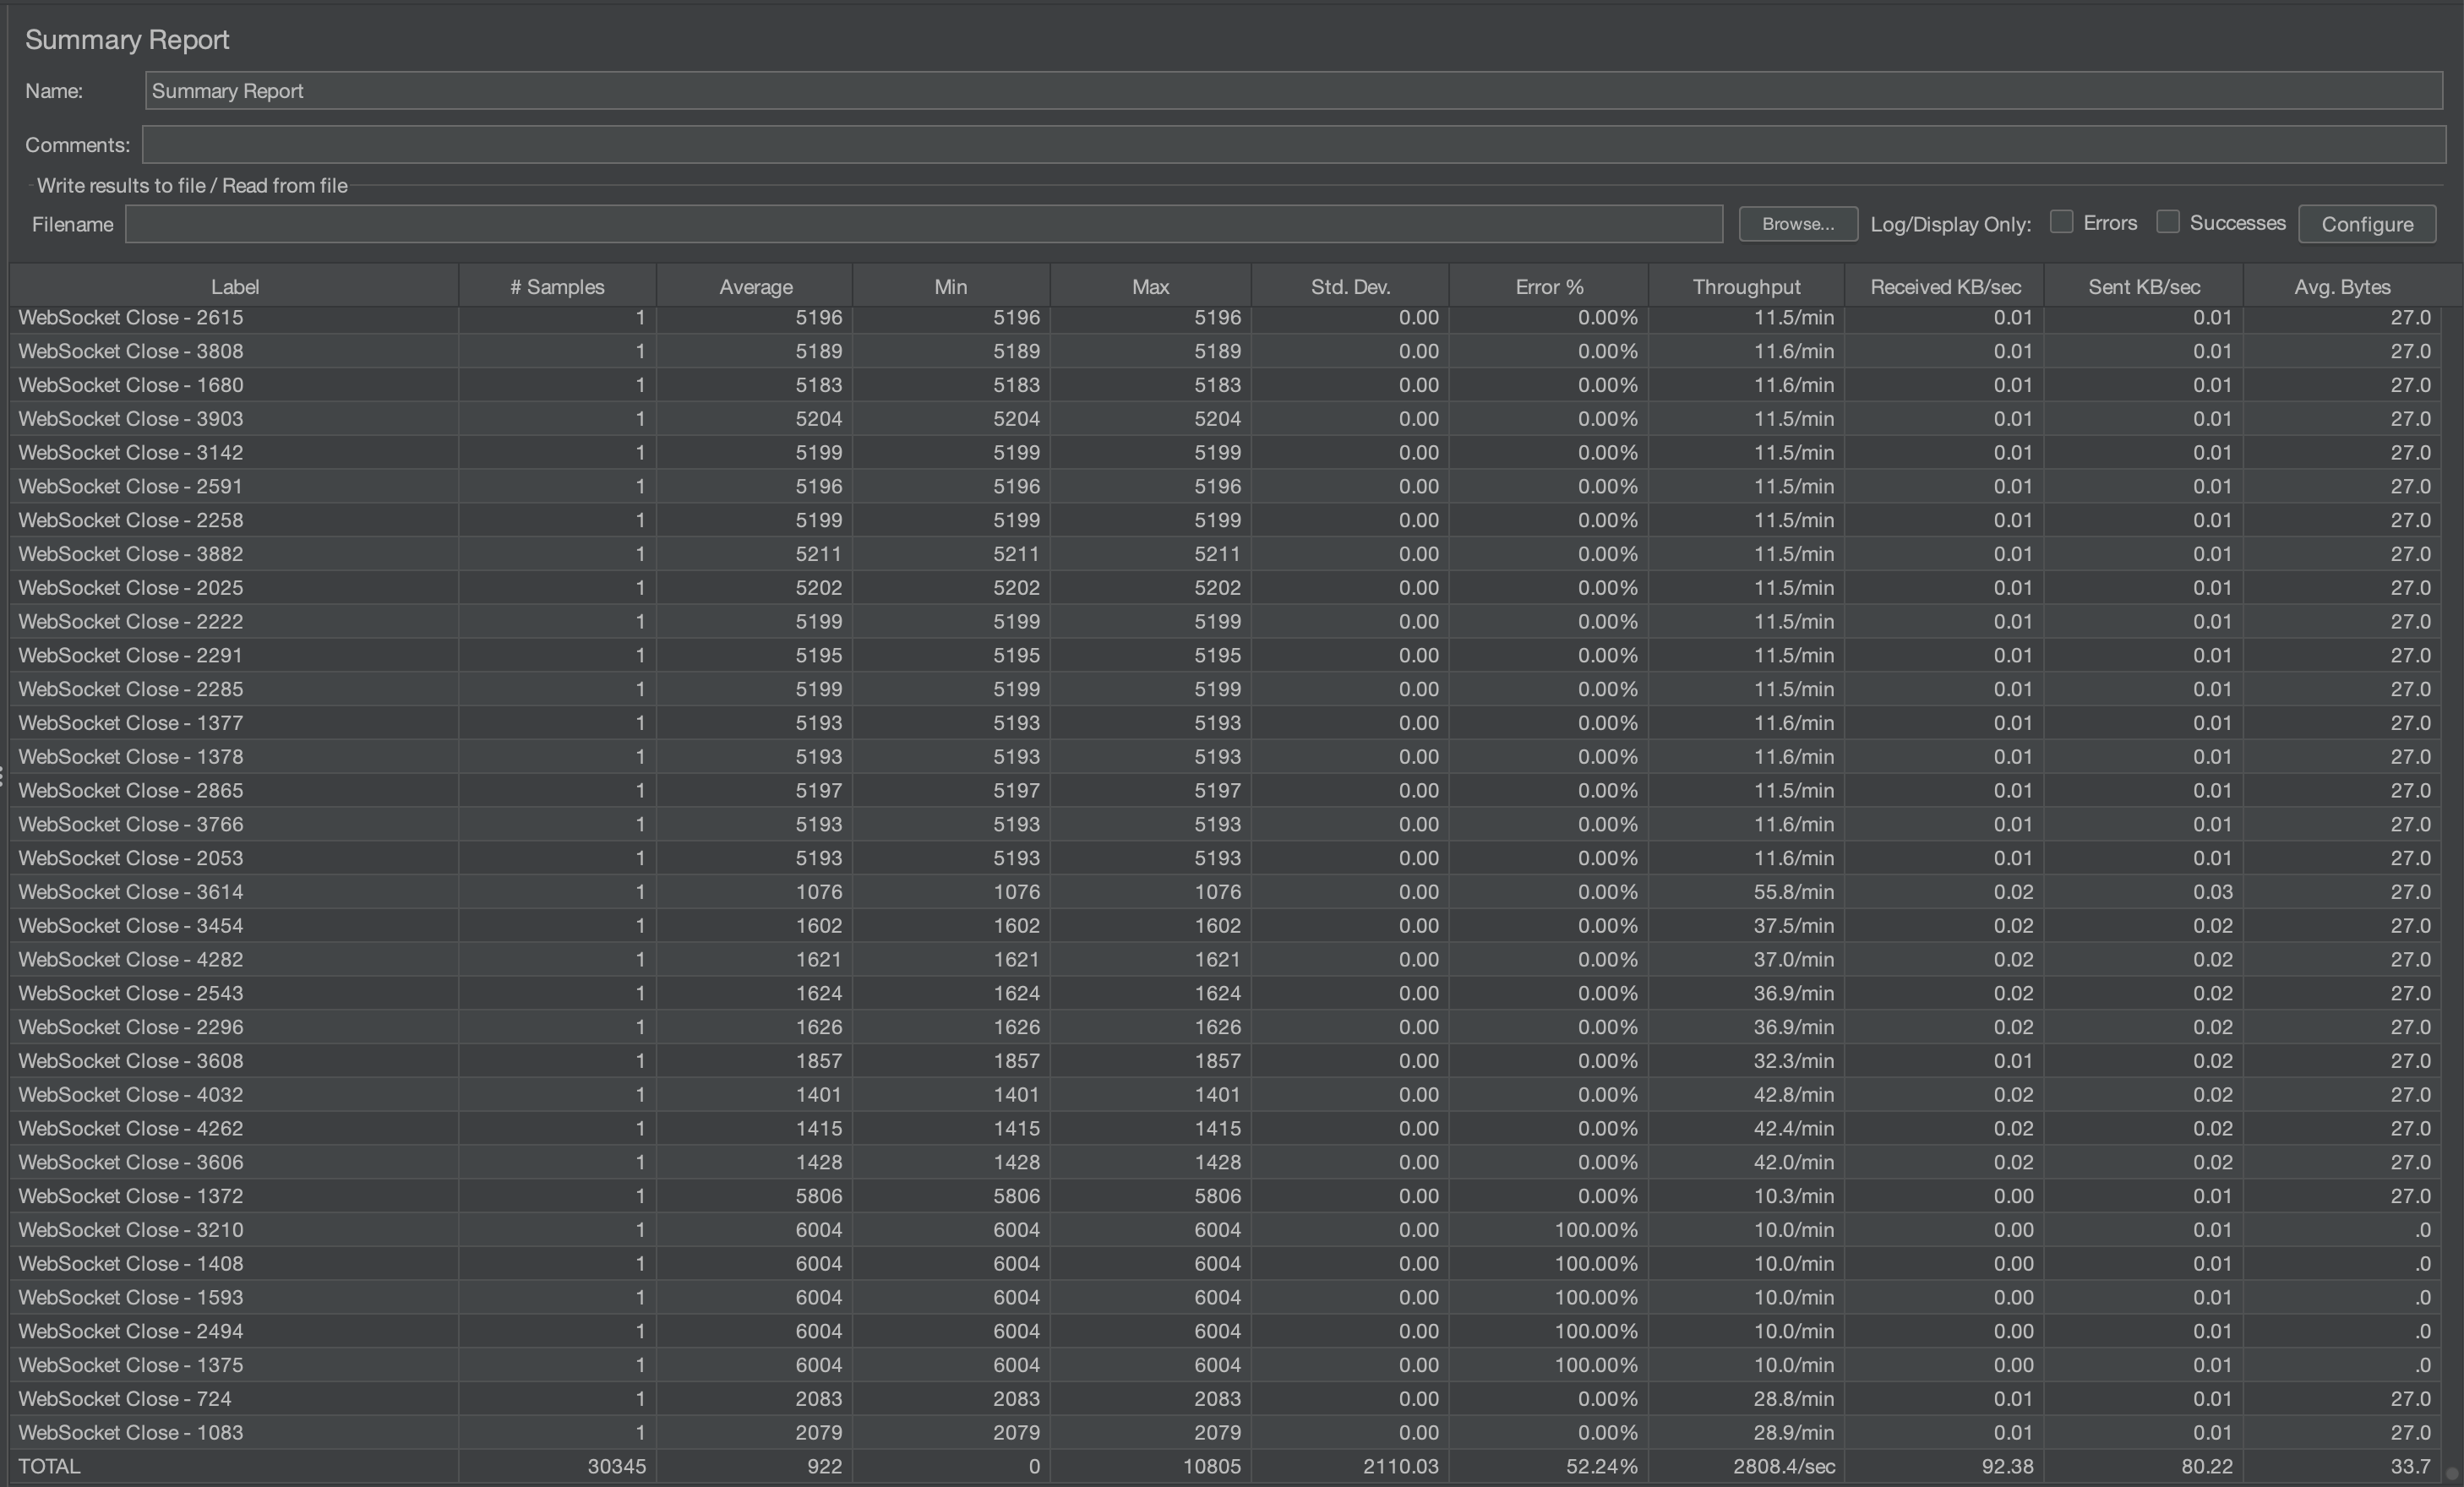 Summary Report
Name: Summary Report
Comments:
Write results to file / Read from file
Filename Browse... Log/Display Only: Errors Successes Configure
Label # Samples Average Min Max Std. Dev. Error % Throughput Received KB/sec Sent KB/sec Avg. Bytes
WebSocket Close - 2615 1 5196 5196 5196 0.00 0.00% 11.5/min 0.01 0.01 27.0
WebSocket Close - 3808 1 5189 5189 5189 0.00 0.00% 11.6/min 0.01 0.01 27.0
WebSocket Close - 1680 1 5183 5183 5183 0.00 0.00% 11.6/min 0.01 0.01 27.0
WebSocket Close - 3903 1 5204 5204 5204 0.00 0.00% 11.5/min 0.01 0.01 27.0
WebSocket Close - 3142 1 5199 5199 5199 0.00 0.00% 11.5/min 0.01 0.01 27.0
WebSocket Close - 2591 1 5196 5196 5196 0.00 0.00% 11.5/min 0.01 0.01 27.0
WebSocket Close - 2258 1 5199 5199 5199 0.00 0.00% 11.5/min 0.01 0.01 27.0
WebSocket Close - 3882 1 5211 5211 5211 0.00 0.00% 11.5/min 0.01 0.01 27.0
WebSocket Close - 2025 1 5202 5202 5202 0.00 0.00% 11.5/min 0.01 0.01 27.0
WebSocket Close - 2222 1 5199 5199 5199 0.00 0.00% 11.5/min 0.01 0.01 27.0
WebSocket Close - 2291 1 5195 5195 5195 0.00 0.00% 11.5/min 0.01 0.01 27.0
WebSocket Close - 2285 1 5199 5199 5199 0.00 0.00% 11.5/min 0.01 0.01 27.0
WebSocket Close - 1377 1 5193 5193 5193 0.00 0.00% 11.6/min 0.01 0.01 27.0
WebSocket Close - 1378 1 5193 5193 5193 0.00 0.00% 11.6/min 0.01 0.01 27.0
WebSocket Close - 2865 1 5197 5197 5197 0.00 0.00% 11.5/min 0.01 0.01 27.0
WebSocket Close - 3766 1 5193 5193 5193 0.00 0.00% 11.6/min 0.01 0.01 27.0
WebSocket Close - 2053 1 5193 5193 5193 0.00 0.00% 11.6/min 0.01 0.01 27.0
WebSocket Close - 3614 1 1076 1076 1076 0.00 0.00% 55.8/min 0.02 0.03 27.0
WebSocket Close - 3454 1 1602 1602 1602 0.00 0.00% 37.5/min 0.02 0.02 27.0
WebSocket Close - 4282 1 1621 1621 1621 0.00 0.00% 37.0/min 0.02 0.02 27.0
WebSocket Close - 2543 1 1624 1624 1624 0.00 0.00% 36.9/min 0.02 0.02 27.0
WebSocket Close - 2296 1 1626 1626 1626 0.00 0.00% 36.9/min 0.02 0.02 27.0
WebSocket Close - 3608 1 1857 1857 1857 0.00 0.00% 32.3/min 0.01 0.02 27.0
WebSocket Close - 4032 1 1401 1401 1401 0.00 0.00% 42.8/min 0.02 0.02 27.0
WebSocket Close - 4262 1 1415 1415 1415 0.00 0.00% 42.4/min 0.02 0.02 27.0
WebSocket Close - 3606 1 1428 1428 1428 0.00 0.00% 42.0/min 0.02 0.02 27.0
WebSocket Close - 1372 1 5806 5806 5806 0.00 0.00% 10.3/min 0.00 0.01 27.0
WebSocket Close - 3210 1 6004 6004 6004 0.00 100.00% 10.0/min 0.00 0.01 .0
WebSocket Close - 1408 1 6004 6004 6004 0.00 100.00% 10.0/min 0.00 0.01 .0
WebSocket Close - 1593 1 6004 6004 6004 0.00 100.00% 10.0/min 0.00 0.01 .0
WebSocket Close - 2494 1 6004 6004 6004 0.00 100.00% 10.0/min 0.00 0.01 .0
WebSocket Close - 1375 1 6004 6004 6004 0.00 100.00% 10.0/min 0.00 0.01 .0
WebSocket Close - 724 1 2083 2083 2083 0.00 0.00% 28.8/min 0.01 0.01 27.0
WebSocket Close - 1083 1 2079 2079 2079 0.00 0.00% 28.9/min 0.01 0.01 27.0
TOTAL 30345 922 0 10805 2110.03 52.24% 2808.4/sec 92.38 80.22 33.7